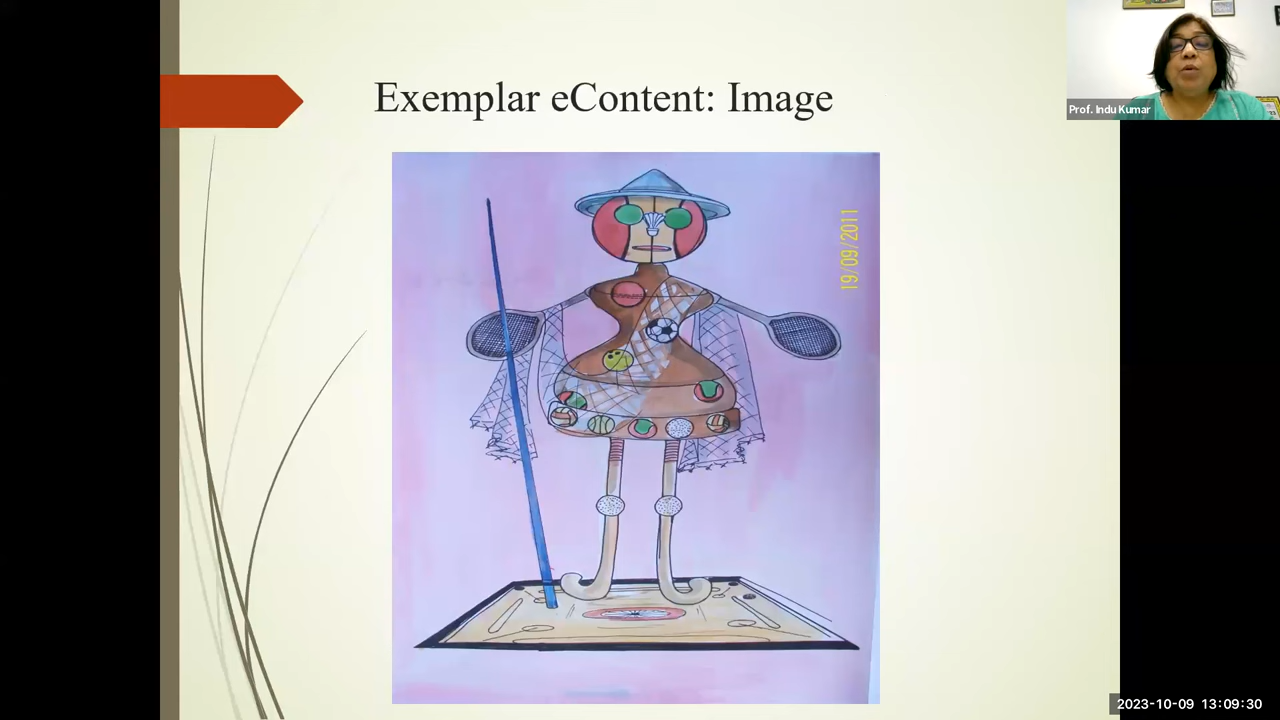 Exemplar eContent: Image
Prof. Indu Kumar
19/09/2011
2023-10-09 13:09:30